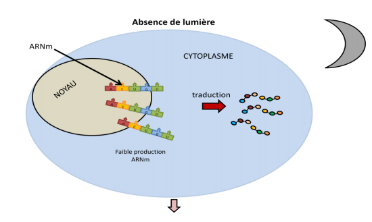 Absence de lumière
ARNm
CYTOPLASME
NOYAU
traduction
Faible production
ARNm